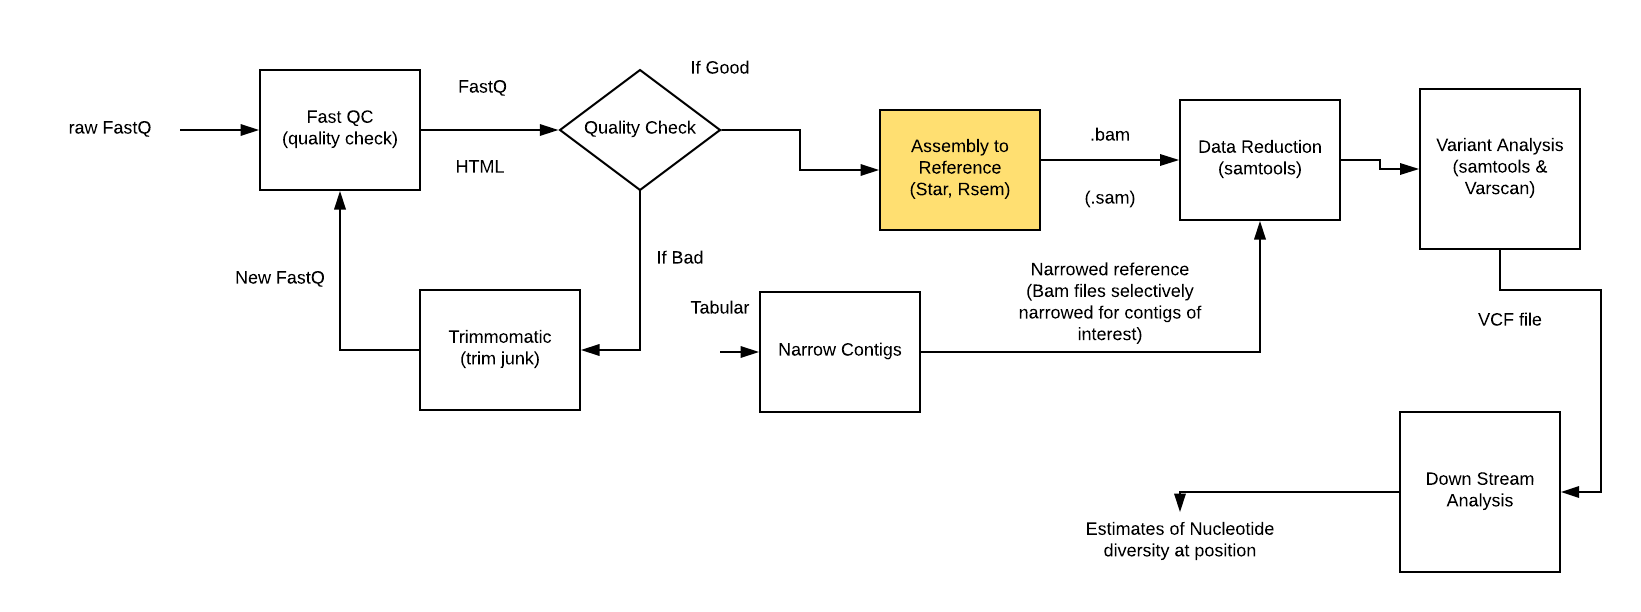 raw FastQ
Fast QC
(quality check)
FastQ
HTML
Quality Check
If Good
Assembly to
Reference
(Star, Rsem)
.bam
(.sam)
Data Reduction
(samtools)
Variant Analysis
(samtools &
Varscan)
If Bad
New FastQ
Trimmomatic
(trim junk)
Tabular
Narrow Contigs
Narrowed reference
(Bam files selectively
narrowed for contigs of
interest)
VCF file
Down Stream
Analysis
Estimates of Nucleotide
diversity at position